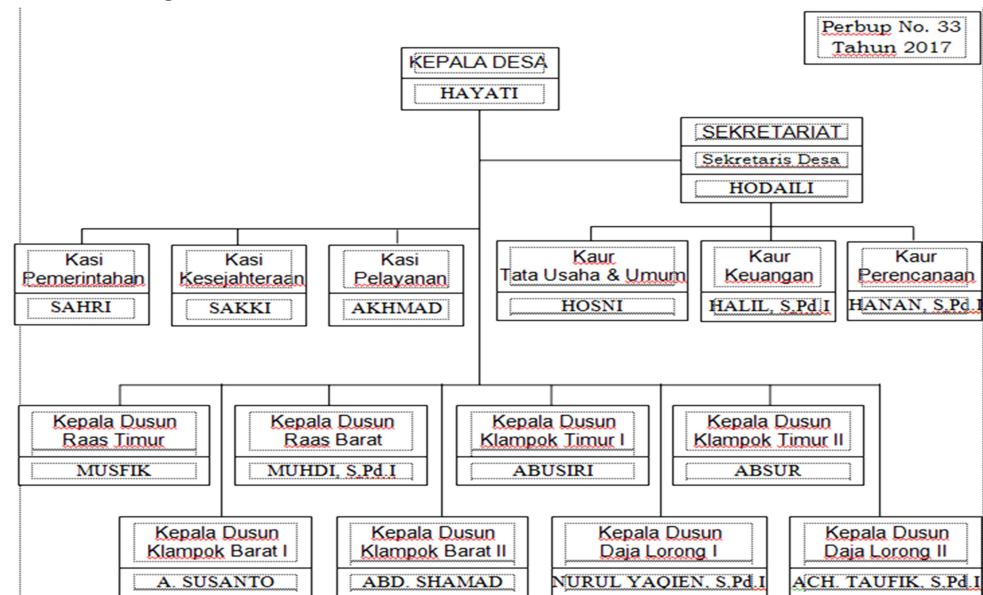 Perbup No. 33
Tahun 2017
KEPALA DESA
HAYATI
SEKRETARIAT
Sekretaris Desa
HODAILI
Kasi
Pemerintahan
SAHRI
Kasi
Kesejahteraan
SAKKI
Kasi
Pelayanan
AKHMAD
Kaur
Tata Usaha & Umum
HOSNI
Kaur
Keuangan
HALIL, S.Pd.I
Kaur
Perencanaan
HANAN, S.Pd.I
Kepala Dusun
Raas Timur
MUSFIK
Kepala Dusun
Raas Barat
MUHDI, S.Pd.I
Kepala Dusun
Klampok Timur I
ABUSIRI
Kepala Dusun
Klampok Timur II
ABSUR
Kepala Dusun
Klampok Barat I
A. SUSANTO
Kepala Dusun
Klampok Barat II
ABD. SHAMAD
Kepala Dusun
Daja Lorong I
NURUL YAQIEN, S.Pd.I
Kepala Dusun
Daja Lorong II
ACH. TAUFIK, S.Pd.I